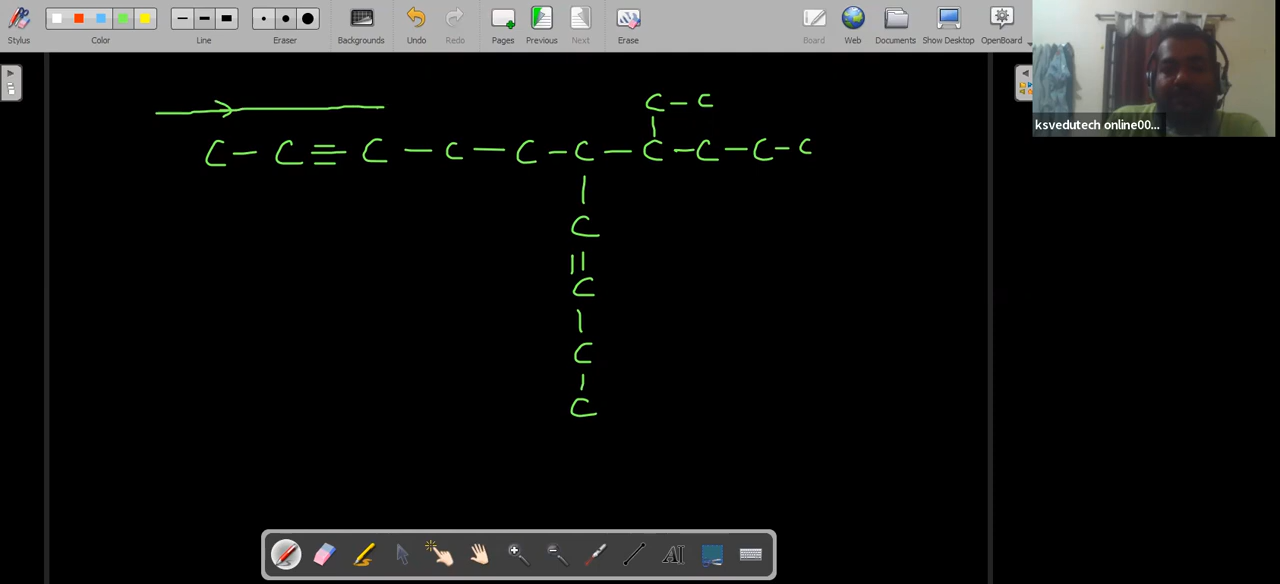 Stylus Color Line Eraser Backgrounds Undo Redo Pages Previous Next Erase Board Web Documents Show Desktop OpenBoard
ksvedutech online00...
C - C
|
C - C ≡ C - C - C - C - C - C - C - C
|
C
||
C
|
C
|
C
AI